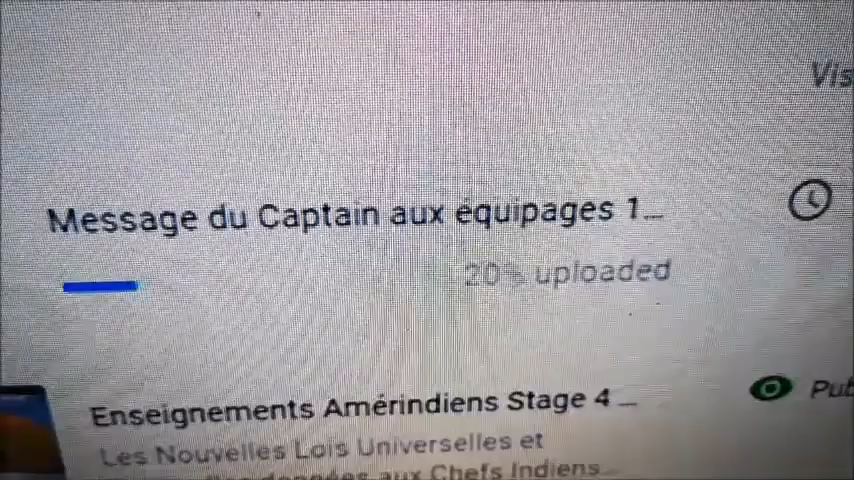 Vis
Message du Captain aux équipages 1...
20% uploaded
Enseignements Amérindiens Stage 4 ...
Pub
Les Nouvelles Lois Universelles et
données aux Chefs Indiens...